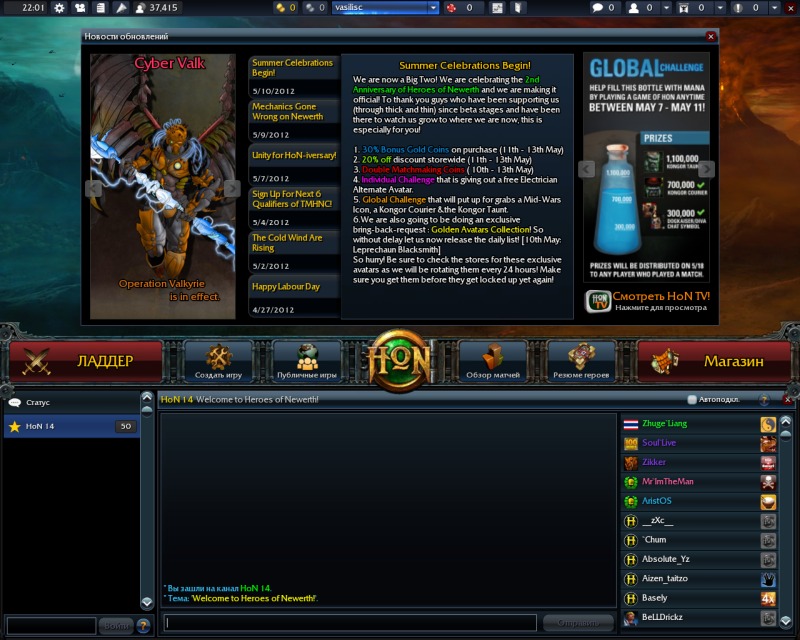 22:01
37,415
0
0
vasilisc
0
0
0
0
0
Новости обновлений
Cyber Valk
Operation Valkyrie
is in effect.
Summer Celebrations
Begin!
5/10/2012
Mechanics Gone
Wrong on Newerth
5/9/2012
Unity for HoN-iversary!
5/7/2012
Sign Up For Next 6
Qualifiers of TMHNC!
5/4/2012
The Cold Wind Are
Rising
5/2/2012
Happy Labour Day
4/27/2012
Summer Celebrations Begin!
We are now a Big Two! We are celebrating the 2nd
Anniversary of Heroes of Newerth and we are making it
official! To thank you guys who have been supporting us
(through thick and thin) since beta stages and have been
there to watch us grow to where we are now, this is
especially for you!
1. 30% Bonus Gold Coins on purchase (11th - 13th May)
2. 20% off discount storewide (11th - 13th May)
3. Double Matchmaking Coins ( 10th - 13th May)
4. Individual Challenge that is giving out a free Electrician
Alternate Avatar.
5. Global Challenge that will put up for grabs a Mid-Wars
Icon, a Kongor Courier &the Kongor Taunt.
6.We are also going to be doing an exclusive
bring-back-request : Golden Avatars Collection! So
without delay let us now release the daily list! [10th May:
Leprechaun Blacksmith]
So hurry! Be sure to check the stores for these exclusive
avatars as we will be rotating them every 24 hours! Make
sure you get them before they get locked up yet again!
GLOBAL CHALLENGE
HELP FILL THIS BOTTLE WITH MANA
BY PLAYING A GAME OF HON ANYTIME
BETWEEN MAY 7 - MAY 11!
PRIZES
1,100,000
KONGOR TAUNT
700,000
KONGOR COURIER
300,000
DOGKAISER/DIVA
CHAT SYMBOL
1,100,000
700,000
300,000
PRIZES WILL BE DISTRIBUTED ON 5/18
TO ANY PLAYER WHO PLAYED A MATCH.
HON
TV
Смотреть HoN TV!
Нажмите для просмотра
ЛАДДЕР
Создать игру
Публичные игры
HON
Обзор матчей
Резюме героев
Магазин
Статус
HoN 14
50
HoN 14 Welcome to Heroes of Newerth!
Автоподкл.
* Вы зашли на канал HoN 14.
* Тема: 'Welcome to Heroes of Newerth!'.
Zhuge`Liang
Soul`Live
Zikker
Mr`ImTheMan
AristOS
__zXc__
`Chum
Absolute_Yz
Aizen_taitzo
Basely
4X
BeLLDrickz
Войти
Отправить